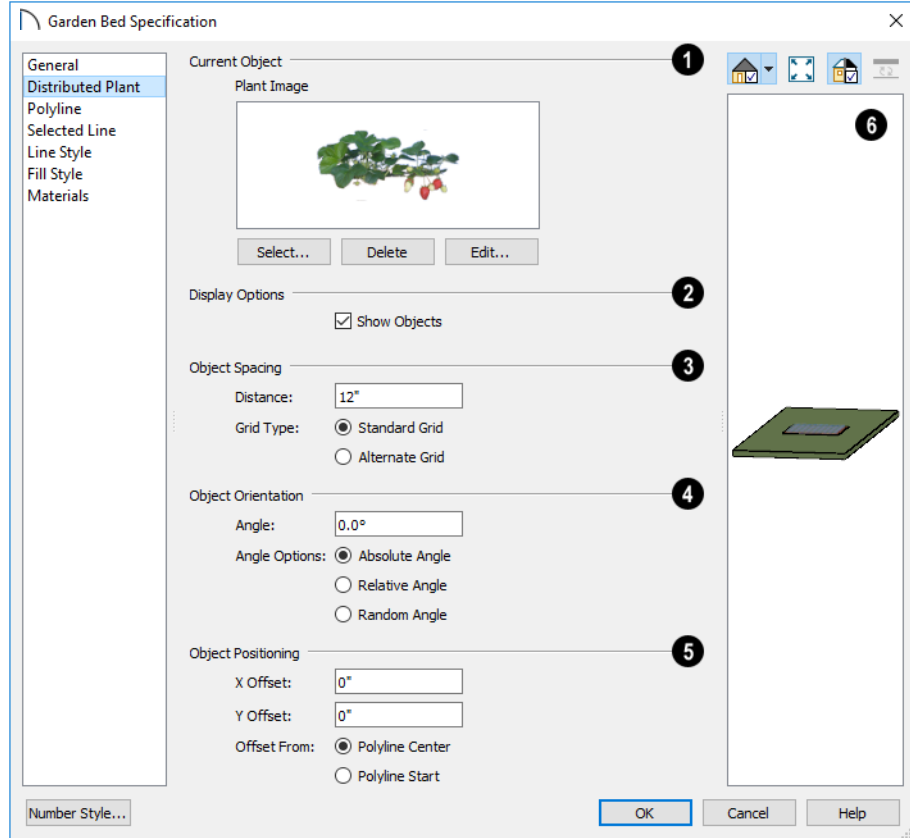 Garden Bed Specification
General
Distributed Plant
Polyline
Selected Line
Line Style
Fill Style
Materials
Current Object
1
Plant Image
Select...
Delete
Edit...
Display Options
2
Show Objects
Object Spacing
3
Distance:
12"
Grid Type:
Standard Grid
Alternate Grid
Object Orientation
4
Angle:
0.0°
Angle Options:
Absolute Angle
Relative Angle
Random Angle
Object Positioning
5
X Offset:
0"
Y Offset:
0"
Offset From:
Polyline Center
Polyline Start
6
Number Style...
OK
Cancel
Help